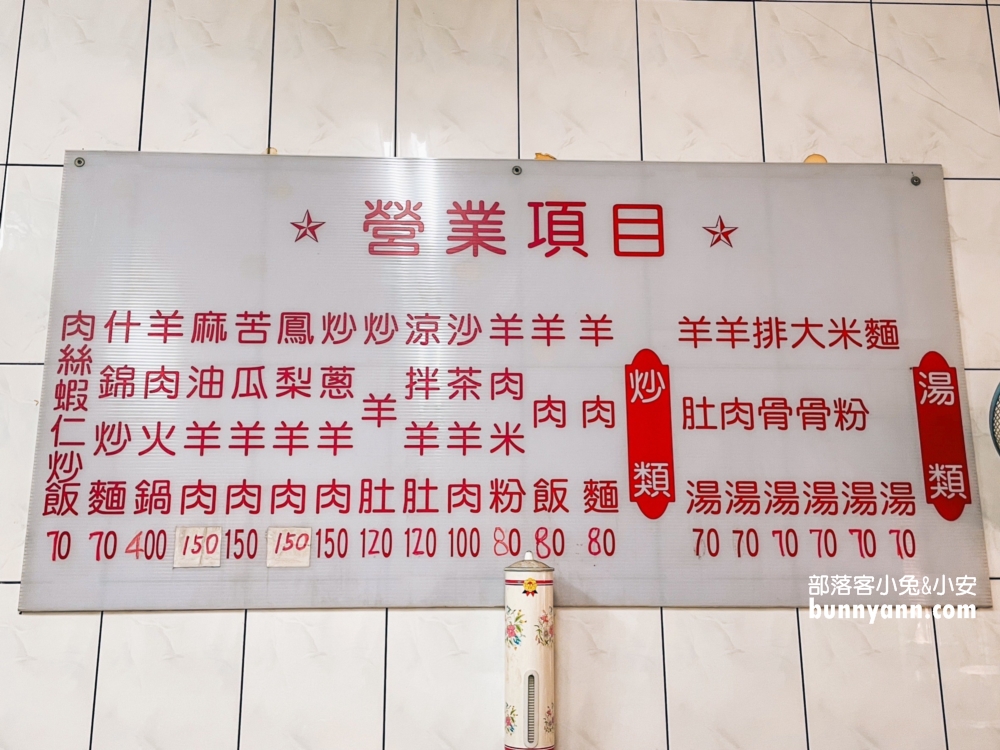 營業項目
湯類
麵湯 70
米粉湯 70
大骨湯 70
排骨湯 70
羊肉湯 70
羊肚湯 70
炒類
羊肉麵 80
羊肉飯 80
羊肉米粉 80
沙茶羊肉 100
涼拌羊肚 120
炒羊肚 120
炒蔥羊肉 150
鳳梨羊肉 150
苦瓜羊肉 150
麻油羊肉 150
羊肉火鍋 400
什錦炒麵 70
肉絲蝦仁炒飯 70
部落客小兔&小安
bunnyann.com